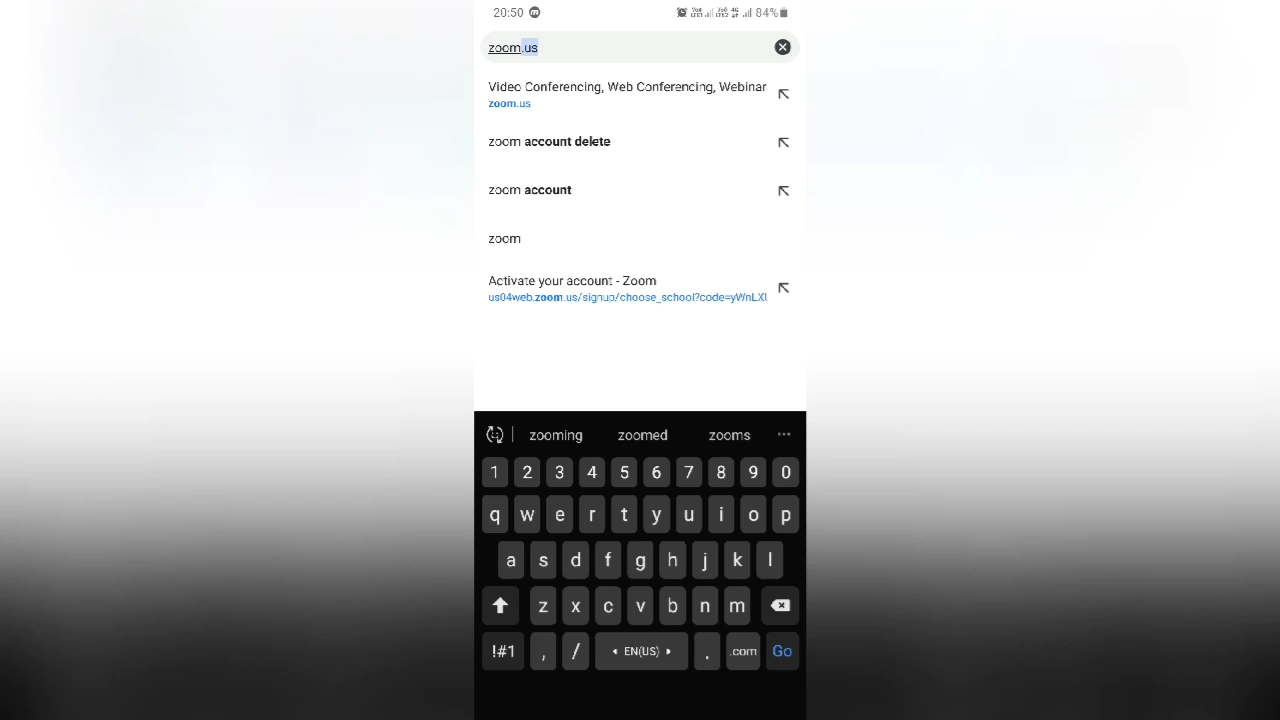 20:50 84%
zoom.us
Video Conferencing, Web Conferencing, Webinar
zoom.us
zoom account delete
zoom account
zoom
Activate your account - Zoom
us04web.zoom.us/signup/choose_school?code=yWnLXU
zooming zoomed zooms ...
1 2 3 4 5 6 7 8 9 0
q w e r t y u i o p
a s d f g h j k l
z x c v b n m
!#1 , / EN(US) . .com Go